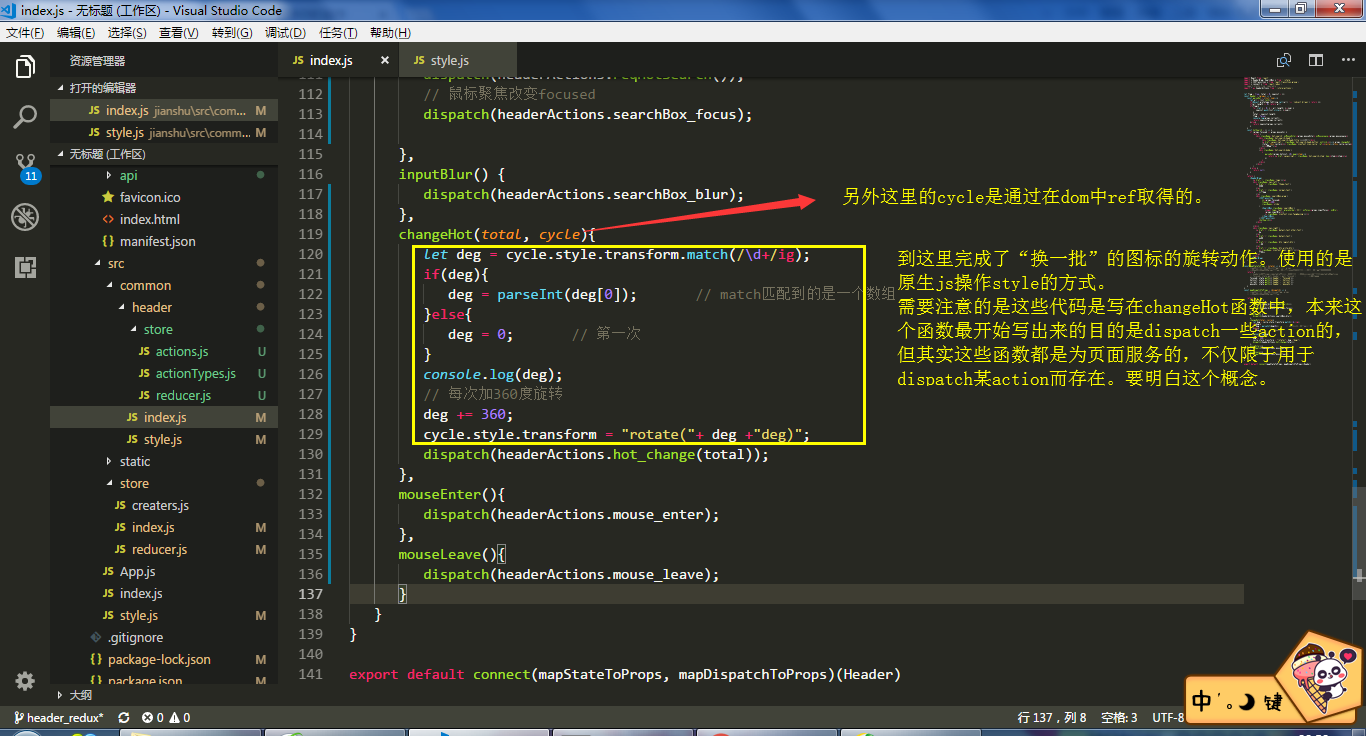 index.js - 无标题 (工作区) - Visual Studio Code
文件(F) 编辑(E) 选择(S) 查看(V) 转到(G) 调试(D) 任务(T) 帮助(H)
资源管理器
打开的编辑器
JS index.js jianshu\src\com... M
JS style.js jianshu\src\comm... M
无标题 (工作区)
11
api
favicon.ico
<> index.html
{} manifest.json
src
common
header
store
JS actions.js U
JS actionTypes.js U
JS reducer.js U
JS index.js M
JS style.js M
static
store
JS creaters.js
JS index.js M
JS reducer.js M
JS App.js
JS index.js
JS style.js M
.gitignore
{} package-lock.json M
{} package.json M
大纲
JS index.js ×
JS style.js
111 dispatch(headerActions.reqHotSearch());
112 // 鼠标聚焦改变focused
113 dispatch(headerActions.searchBox_focus);
114
115 },
116 inputBlur() {
117 dispatch(headerActions.searchBox_blur);
118 },
119 changeHot(total, cycle){
120 let deg = cycle.style.transform.match(/\d+/ig);
121 if(deg){
122 deg = parseInt(deg[0]); // match匹配到的是一个数组
123 }else{
124 deg = 0; // 第一次
125 }
126 console.log(deg);
127 // 每次加360度旋转
128 deg += 360;
129 cycle.style.transform = "rotate("+ deg +"deg)";
130 dispatch(headerActions.hot_change(total));
131 },
132 mouseEnter(){
133 dispatch(headerActions.mouse_enter);
134 },
135 mouseLeave(){
136 dispatch(headerActions.mouse_leave);
137 }
138 }
139 }
140
141 export default connect(mapStateToProps, mapDispatchToProps)(Header)
另外这里的cycle是通过在dom中ref取得的。
到这里完成了“换一批”的图标的旋转动作。使用的是
原生js操作style的方式。
需要注意的是这些代码是写在changeHot函数中，本来这
个函数最开始写出来的目的是dispatch一些action的，
但其实这些函数都是为页面服务的，不仅限于用于
dispatch某action而存在。要明白这个概念。
header_redux* 0 0
行 137，列 8 空格: 3 UTF-8
中 ’。 键